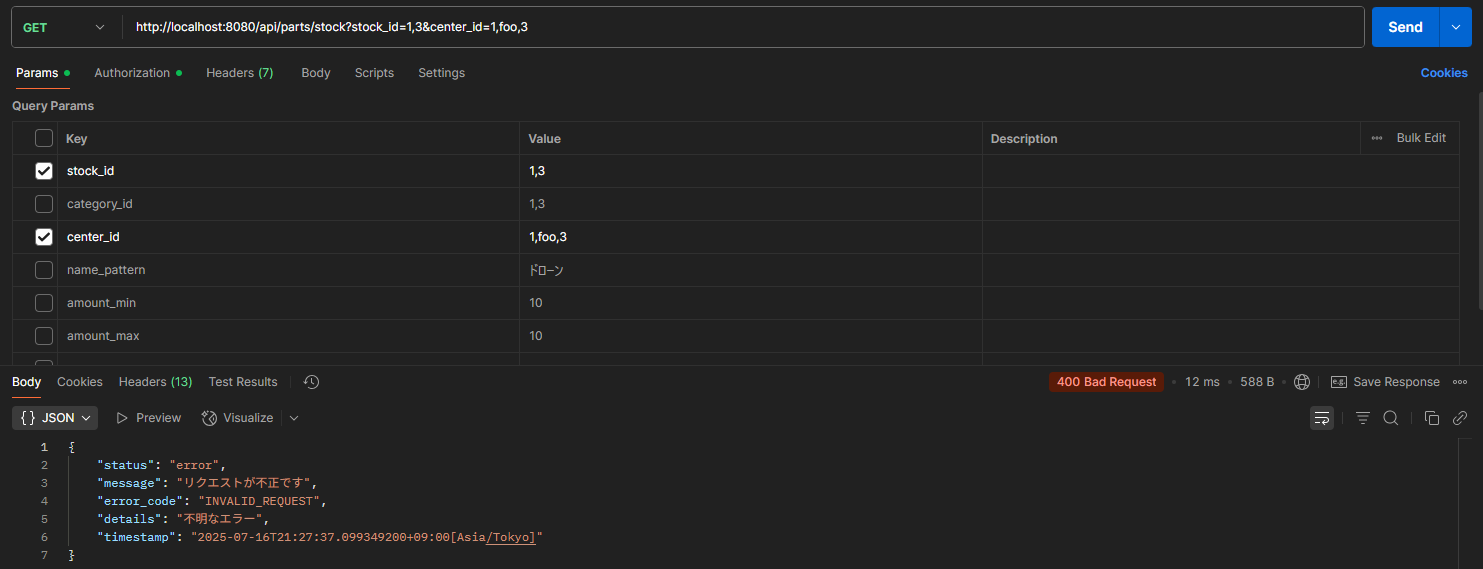 GET http://localhost:8080/api/parts/stock?stock_id=1,3&center_id=1,foo,3 Send
Params Authorization Headers (7) Body Scripts Settings Cookies
Query Params
Key Value Description Bulk Edit
stock_id 1,3
category_id 1,3
center_id 1,foo,3
name_pattern ドローン
amount_min 10
amount_max 10
Body Cookies Headers (13) Test Results 400 Bad Request • 12 ms • 588 B • e.g. Save Response
{} JSON Preview Visualize
1 {
2 "status": "error",
3 "message": "リクエストが不正です",
4 "error_code": "INVALID_REQUEST",
5 "details": "不明なエラー",
6 "timestamp": "2025-07-16T21:27:37.099349200+09:00[Asia/Tokyo]"
7 }